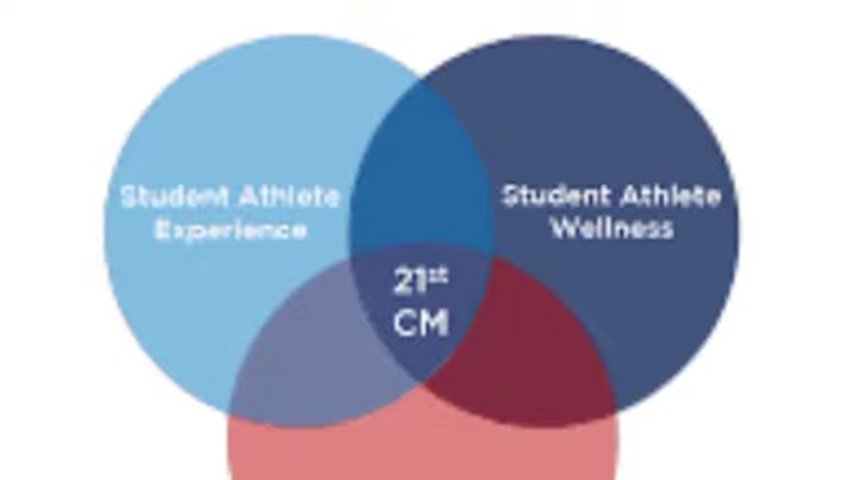 Student Athlete
Experience
Student Athlete
Wellness
21st
CM